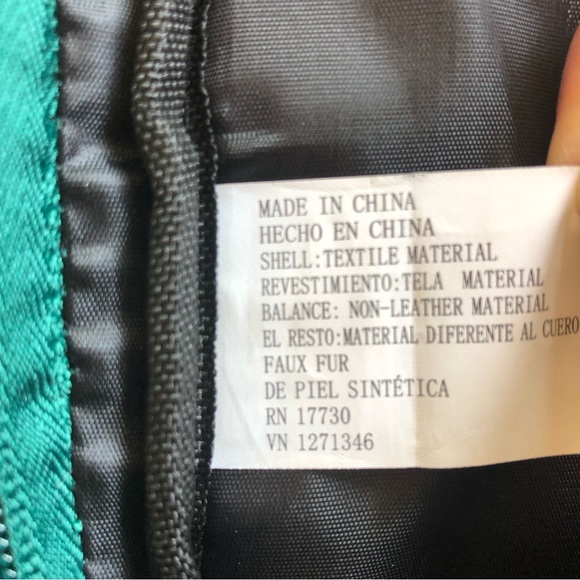 MADE IN CHINA
HECHO EN CHINA
SHELL:TEXTILE MATERIAL
REVESTIMIENTO:TELA MATERIAL
BALANCE: NON-LEATHER MATERIAL
EL RESTO:MATERIAL DIFERENTE AL CUERO
FAUX FUR
DE PIEL SINTÉTICA
RN 17730
VN 1271346